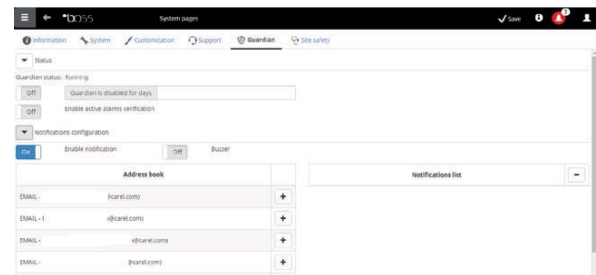 boss System pages Save
Information System Customization Support Guardian Site safety
Status
Guardian status: Running
Off Guardian is disabled for days
Off Enable active alarms verification
Notifications configuration
On Enable notification Off Buzzer
Address book Notifications list
EMAIL - @carel.com)
EMAIL - @carel.com)
EMAIL - @carel.com)
EMAIL - @carel.com)